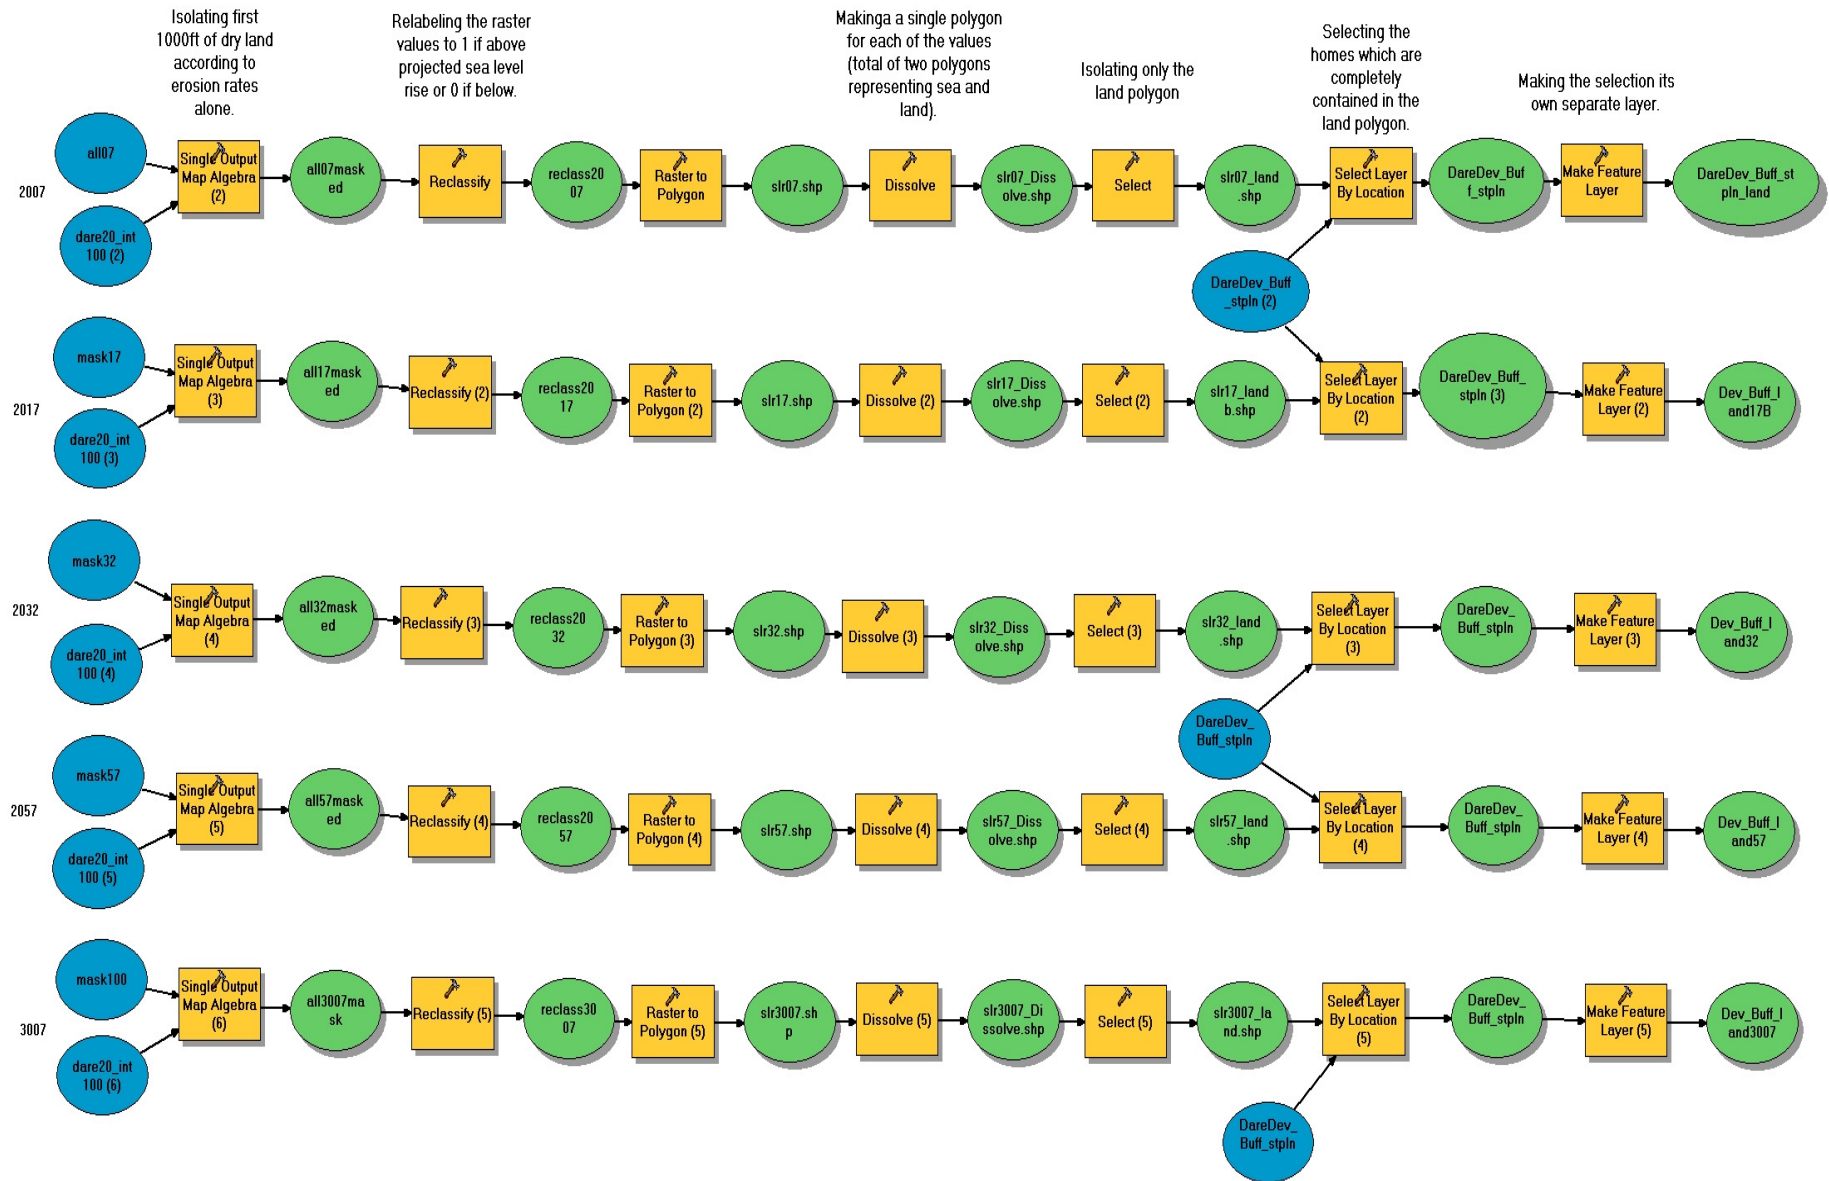 Isolating first
1000ft of dry land
according to
erosion rates
alone.
Relabeling the raster
values to 1 if above
projected sea level
rise or 0 if below.
Makinga a single polygon
for each of the values
(total of two polygons
representing sea and
land).
Isolating only the
land polygon
Selecting the
homes which are
completely
contained in the
land polygon.
Making the selection its
own separate layer.
2007
all07
dare20_int
100 (2)
Single Output
Map Algebra
(2)
all07mask
ed
Reclassify
reclass20
07
Raster to
Polygon
slr07.shp
Dissolve
slr07_Diss
olve.shp
Select
slr07_land
.shp
Select Layer
By Location
DareDev_Buf
f_stpln
Make Feature
Layer
DareDev_Buff_st
pln_land
DareDev_Buff
_stpln (2)
2017
mask17
dare20_int
100 (3)
Single Output
Map Algebra
(3)
all17mask
ed
Reclassify (2)
reclass20
17
Raster to
Polygon (2)
slr17.shp
Dissolve (2)
slr17_Diss
olve.shp
Select (2)
slr17_land
b.shp
Select Layer
By Location
(2)
DareDev_Buff_
stpln (3)
Make Feature
Layer (2)
Dev_Buff_l
and17B
2032
mask32
dare20_int
100 (4)
Single Output
Map Algebra
(4)
all32mask
ed
Reclassify (3)
reclass20
32
Raster to
Polygon (3)
slr32.shp
Dissolve (3)
slr32_Diss
olve.shp
Select (3)
slr32_land
.shp
Select Layer
By Location
(3)
DareDev_
Buff_stpln
Make Feature
Layer (3)
Dev_Buff_l
and32
DareDev_
Buff_stpln
2057
mask57
dare20_int
100 (5)
Single Output
Map Algebra
(5)
all57mask
ed
Reclassify (4)
reclass20
57
Raster to
Polygon (4)
slr57.shp
Dissolve (4)
slr57_Diss
olve.shp
Select (4)
slr57_land
.shp
Select Layer
By Location
(4)
DareDev_
Buff_stpln
Make Feature
Layer (4)
Dev_Buff_l
and57
3007
mask100
dare20_int
100 (6)
Single Output
Map Algebra
(6)
all3007ma
sk
Reclassify (5)
reclass30
07
Raster to
Polygon (5)
slr3007.sh
p
Dissolve (5)
slr3007_Di
ssolve.shp
Select (5)
slr3007_la
nd.shp
Select Layer
By Location
(5)
DareDev_
Buff_stpln
Make Feature
Layer (5)
Dev_Buff_l
and3007
DareDev_
Buff_stpln